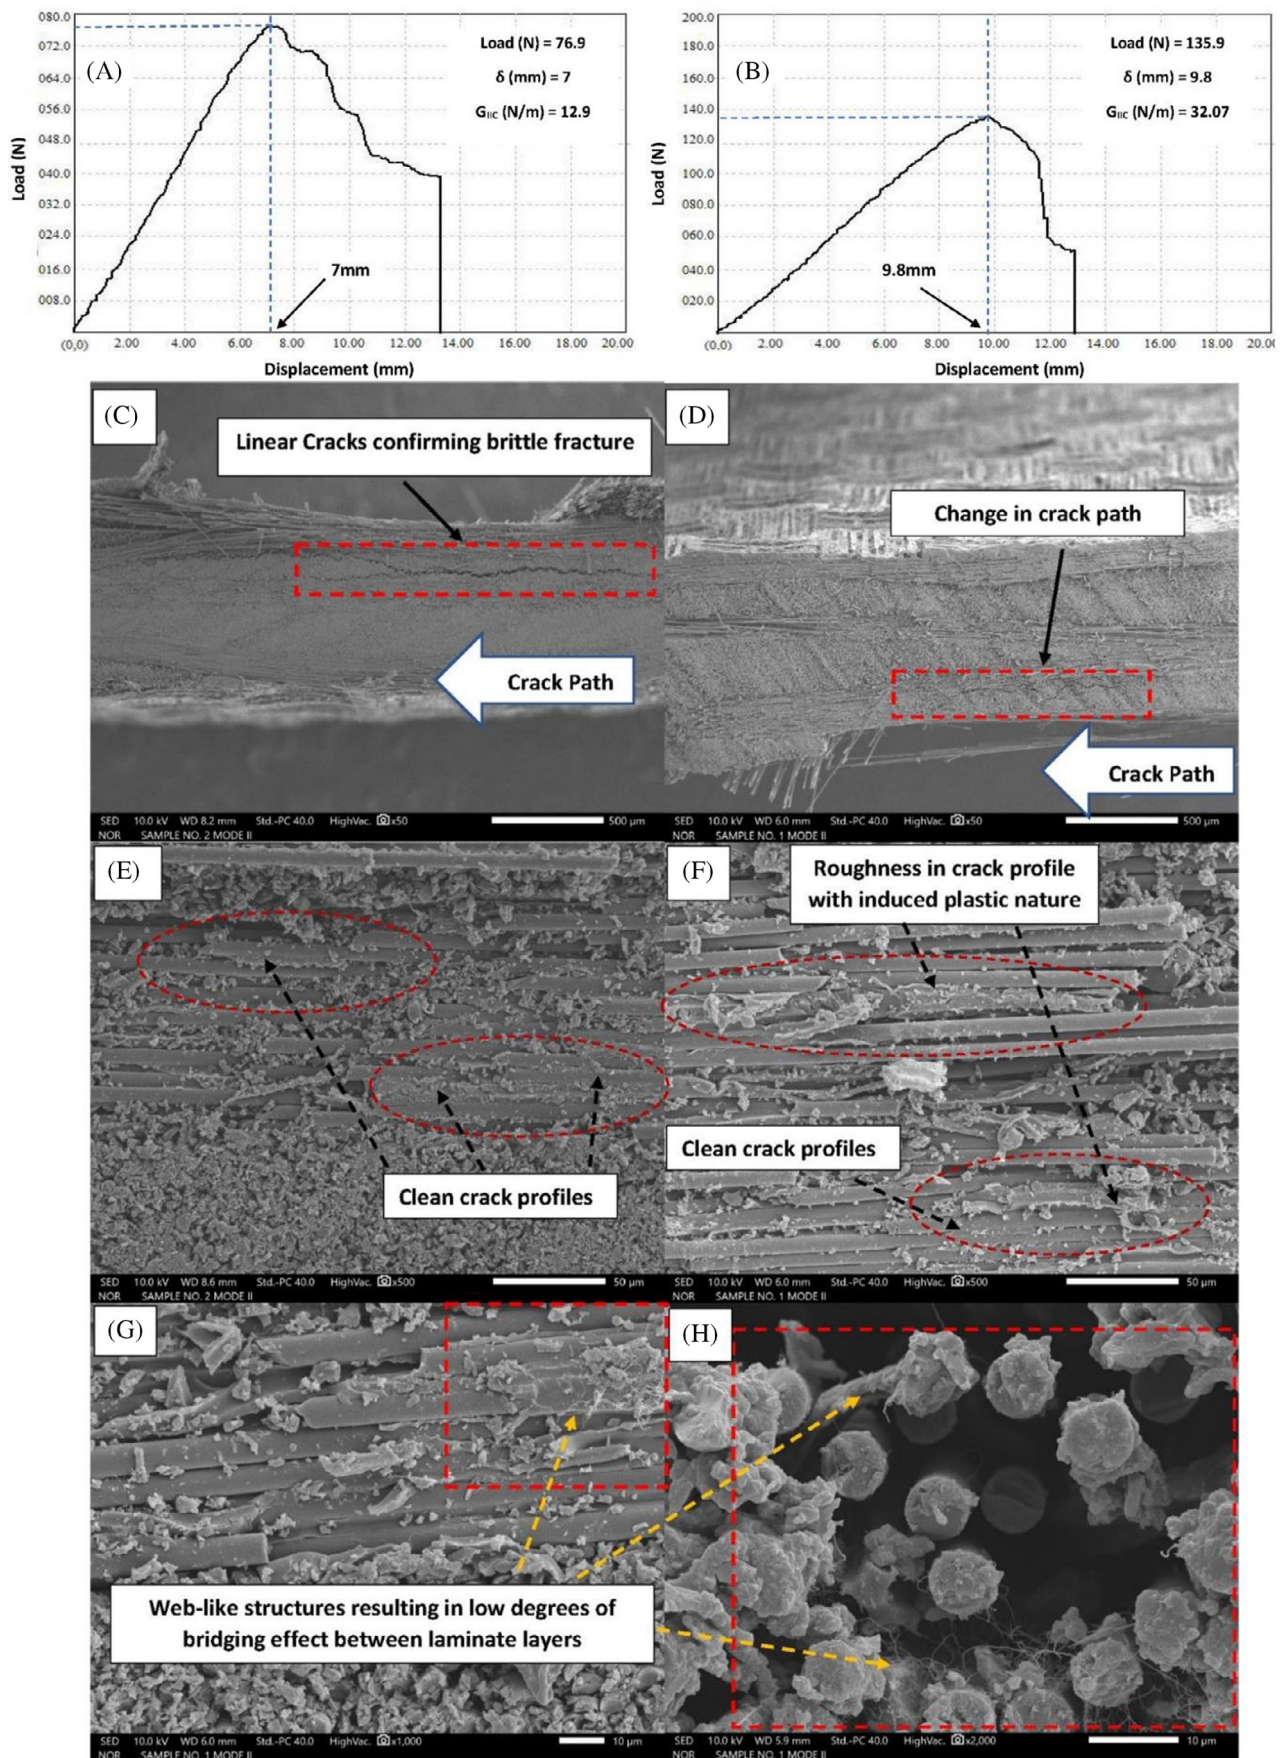 (A)
Load (N) = 76.9
δ (mm) = 7
GIIC (N/m) = 12.9
080.0
072.0
064.0
056.0
048.0
040.0
032.0
024.0
016.0
008.0
Load (N)
7mm
(0,0) 2.00 4.00 6.00 8.00 10.00 12.00 14.00 16.00 18.00 20.00
Displacement (mm)
(B)
Load (N) = 135.9
δ (mm) = 9.8
GIIC (N/m) = 32.07
200.0
180.0
160.0
140.0
120.0
100.0
080.0
060.0
040.0
020.0
Load (N)
9.8mm
(0,0) 2.00 4.00 6.00 8.00 10.00 12.00 14.00 16.00 18.00 20.00
Displacement (mm)
(C)
Linear Cracks confirming brittle fracture
Crack Path
SED 10.0 kV WD 8.2 mm Std.-PC 40.0 HighVac. x50 500 µm
NOR SAMPLE NO. 2 MODE II
(D)
Change in crack path
Crack Path
SED 10.0 kV WD 6.0 mm Std.-PC 40.0 HighVac. x50 500 µm
NOR SAMPLE NO. 1 MODE II
(E)
Clean crack profiles
SED 10.0 kV WD 8.6 mm Std.-PC 40.0 HighVac. x500 50 µm
NOR SAMPLE NO. 2 MODE II
(F)
Roughness in crack profile
with induced plastic nature
Clean crack profiles
SED 10.0 kV WD 6.0 mm Std.-PC 40.0 HighVac. x500 50 µm
NOR SAMPLE NO. 1 MODE II
(G)
Web-like structures resulting in low degrees of
bridging effect between laminate layers
SED 10.0 kV WD 6.0 mm Std.-PC 40.0 HighVac. x1,000 10 µm
NOR SAMPLE NO. 1 MODE II
(H)
SED 10.0 kV WD 5.9 mm Std.-PC 40.0 HighVac. x2,000 10 µm
NOR SAMPLE NO. 1 MODE II